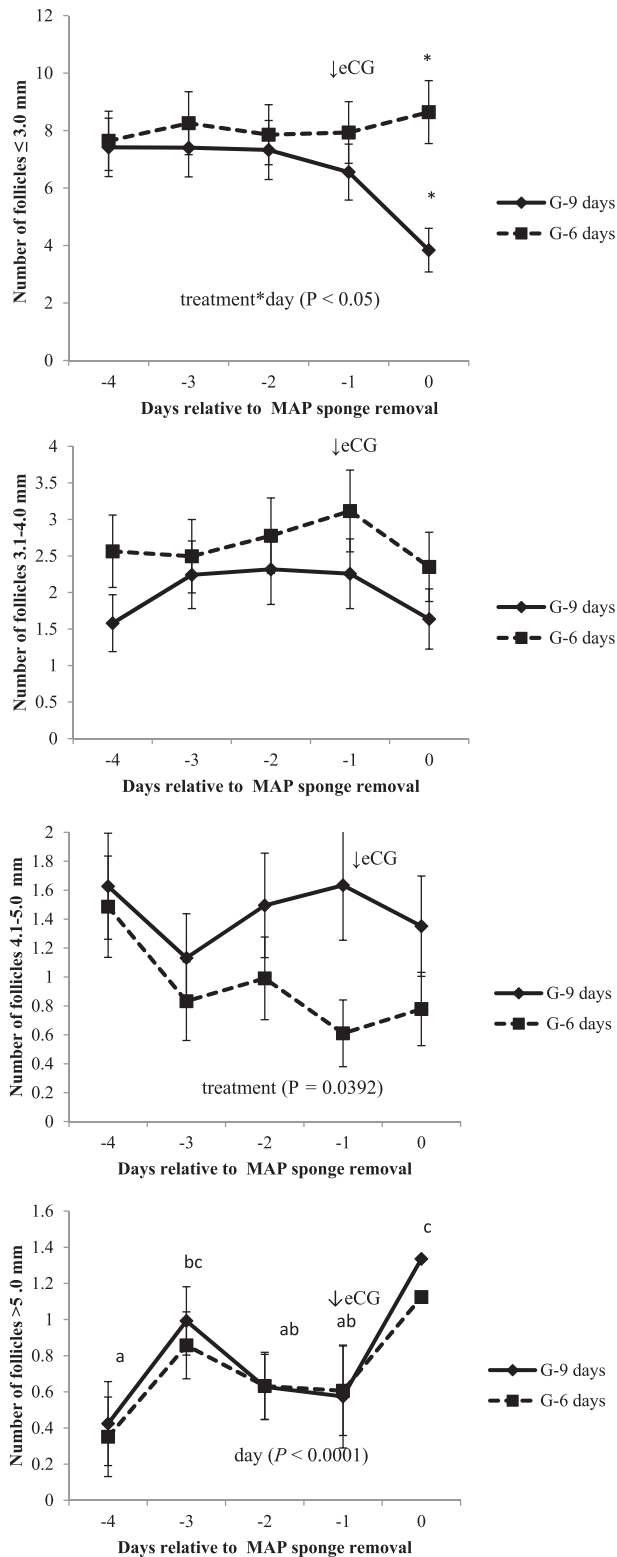 12
10
8
6
4
2
0
Number of follicles ≤ 3.0 mm
↓eCG
*
*
treatment*day (P < 0.05)
G-9 days
G-6 days
-4 -3 -2 -1 0
Days relative to MAP sponge removal
4
3.5
3
2.5
2
1.5
1
0.5
0
Number of follicles 3.1-4.0 mm
↓eCG
G-9 days
G-6 days
-4 -3 -2 -1 0
Days relative to MAP sponge removal
2
1.8
1.6
1.4
1.2
1
0.8
0.6
0.4
0.2
0
Number of follicles 4.1-5.0 mm
↓eCG
treatment (P = 0.0392)
G-9 days
G-6 days
-4 -3 -2 -1 0
Days relative to MAP sponge removal
1.6
1.4
1.2
1
0.8
0.6
0.4
0.2
0
Number of follicles >5 .0 mm
a
bc
ab
↓eCG
ab
c
day (P < 0.0001)
G-9 days
G-6 days
-4 -3 -2 -1 0
Days relative to MAP sponge removal